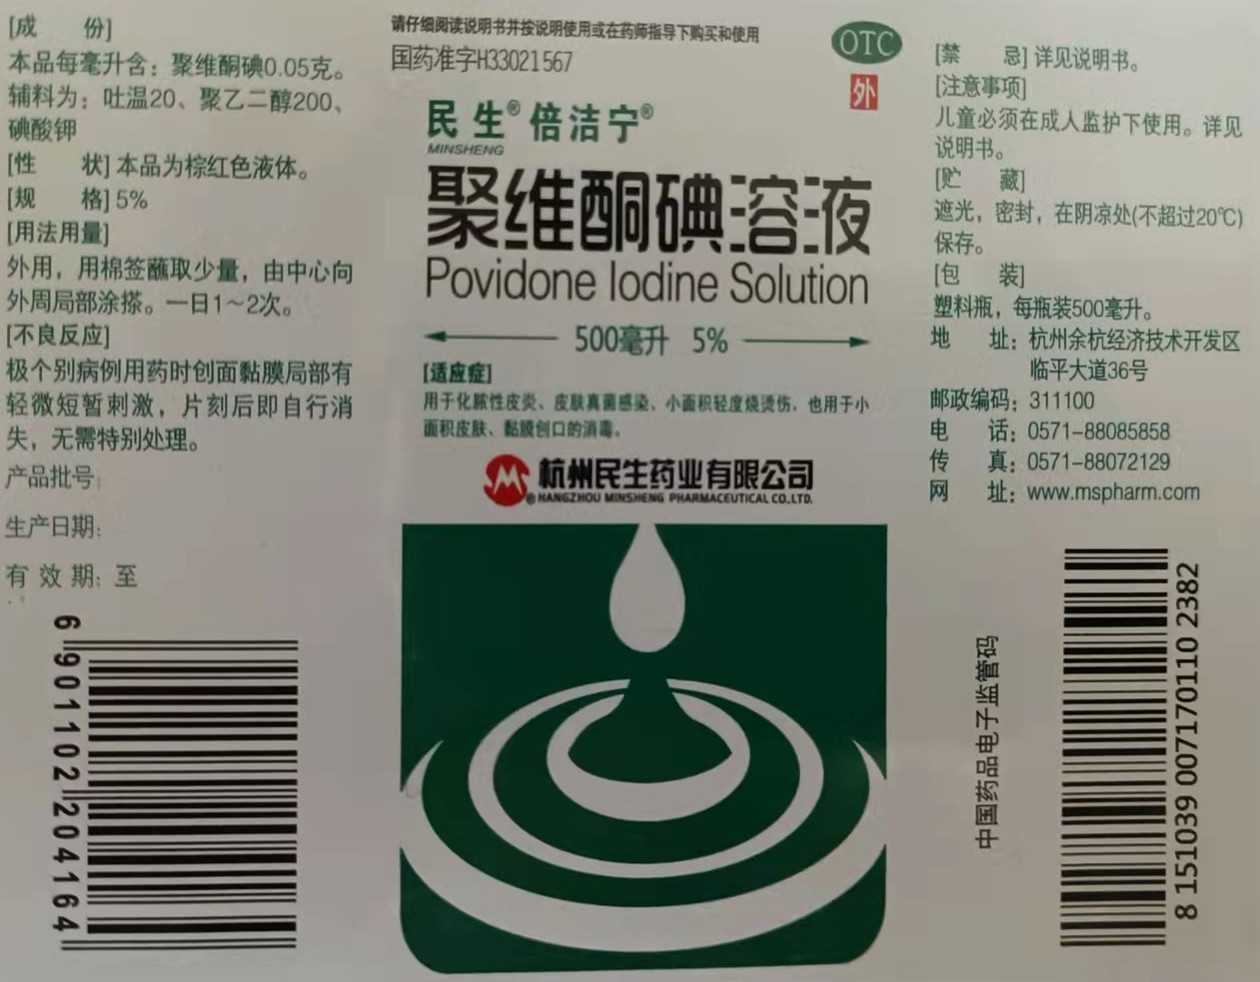 [成　　份]
本品每毫升含：聚维酮碘0.05克。
辅料为：吐温20、聚乙二醇200、
碘酸钾
[性　　状] 本品为棕红色液体。
[规　　格] 5%
[用法用量]
外用，用棉签蘸取少量，由中心向
外周局部涂搽。一日1～2次。
[不良反应]
极个别病例用药时创面黏膜局部有
轻微短暂刺激，片刻后即自行消
失，无需特别处理。
产品批号：
生产日期：
有 效 期：至
6 901102 204164
请仔细阅读说明书并按说明使用或在药师指导下购买和使用
国药准字H33021567
OTC
外
民生® 倍洁宁®
MINSHENG
聚维酮碘溶液
Povidone Iodine Solution
500毫升 5%
[适应症]
用于化脓性皮炎、皮肤真菌感染、小面积轻度烧烫伤，也用于小
面积皮肤、黏膜创口的消毒。
杭州民生药业有限公司
® HANGZHOU MINSHENG PHARMACEUTICAL CO.,LTD.
[禁　　忌] 详见说明书。
[注意事项]
儿童必须在成人监护下使用。详见
说明书。
[贮　　藏]
遮光，密封，在阴凉处(不超过20℃)
保存。
[包　　装]
塑料瓶，每瓶装500毫升。
地　　址：杭州余杭经济技术开发区
临平大道36号
邮政编码：311100
电　　话：0571-88085858
传　　真：0571-88072129
网　　址：www.mspharm.com
中国药品电子监管码
8 151039 007170110 2382